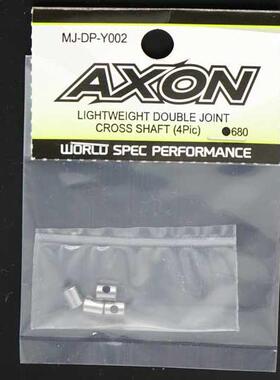 MJ-DP-Y002
AXON
LIGHTWEIGHT DOUBLE JOINT
CROSS SHAFT (4Pic)
●680
WORLD SPEC PERFORMANCE